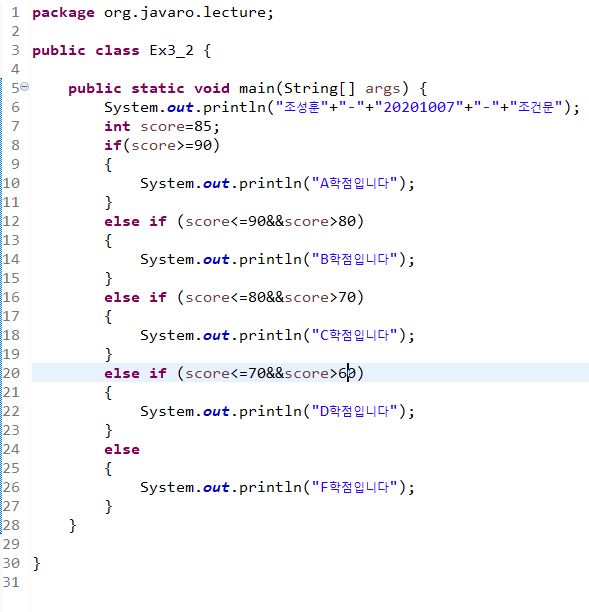 1 package org.javaro.lecture;
2
3 public class Ex3_2 {
4
5 public static void main(String[] args) {
6 System.out.println("조성훈"+"-"+"20201007"+"-"+"조건문");
7 int score=85;
8 if(score>=90)
9 {
10 System.out.println("A학점입니다");
11 }
12 else if (score<=90&&score>80)
13 {
14 System.out.println("B학점입니다");
15 }
16 else if (score<=80&&score>70)
17 {
18 System.out.println("C학점입니다");
19 }
20 else if (score<=70&&score>60)
21 {
22 System.out.println("D학점입니다");
23 }
24 else
25 {
26 System.out.println("F학점입니다");
27 }
28 }
29
30 }
31